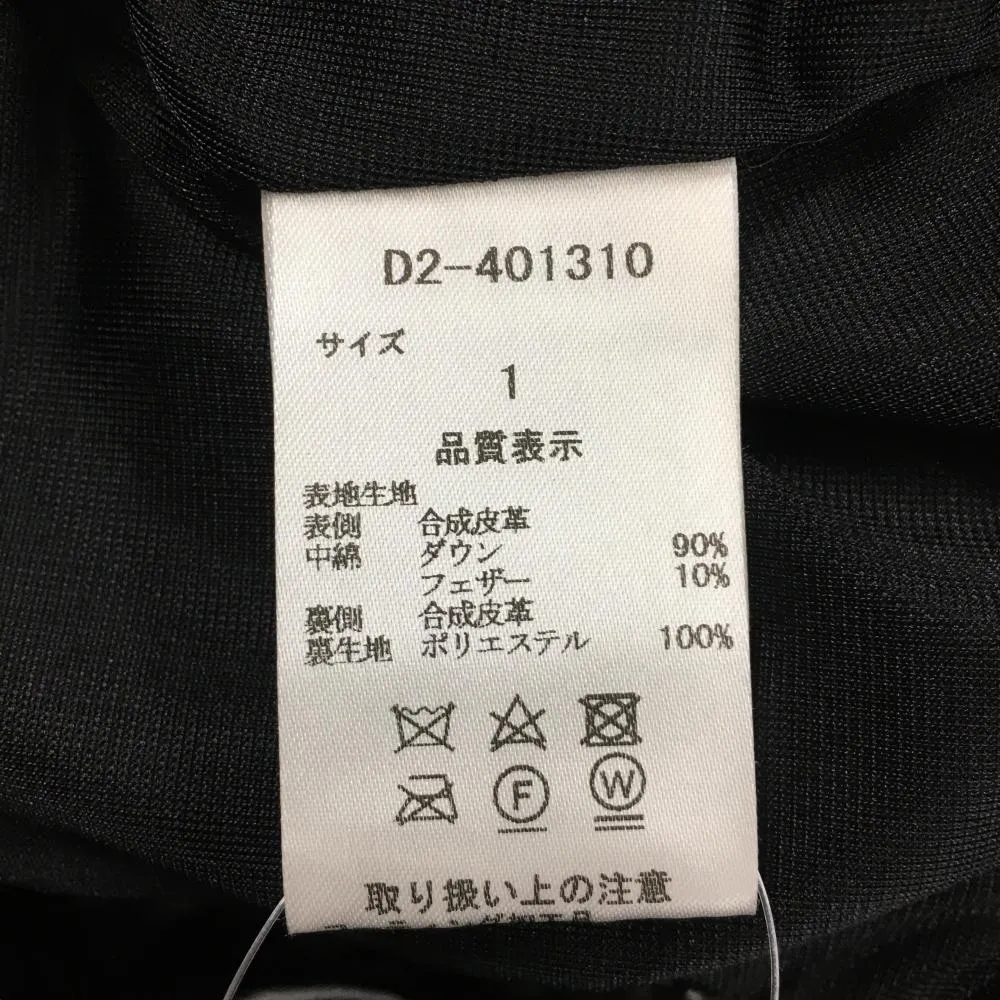 D2-401310
サイズ
1
品質表示
表地生地
表側 合成皮革
中綿 ダウン 90%
フェザー 10%
裏側 合成皮革
裏生地 ポリエステル 100%
F W
取り扱い上の注意